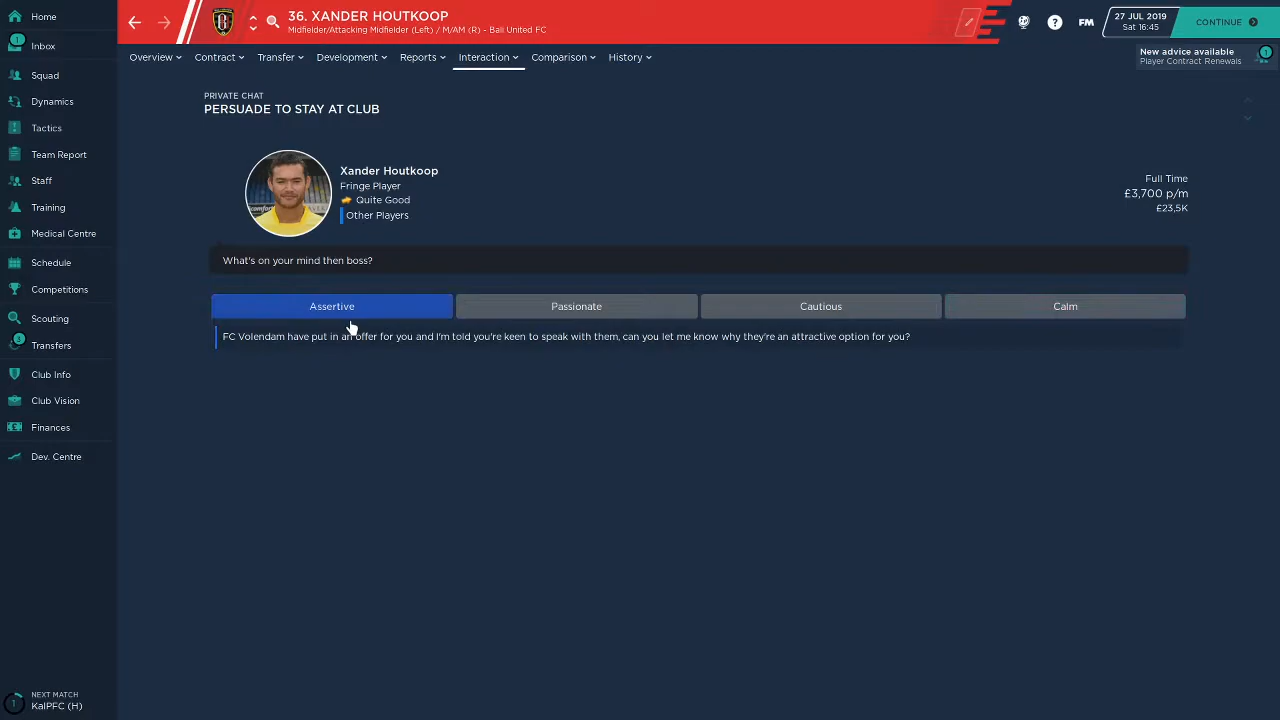 Home
1
Inbox
Squad
Dynamics
Tactics
Team Report
Staff
Training
Medical Centre
Schedule
Competitions
Scouting
3
Transfers
Club Info
Club Vision
Finances
Dev. Centre
1
NEXT MATCH
KalPFC (H)
36. XANDER HOUTKOOP
Midfielder/Attacking Midfielder (Left) / M/AM (R) - Bali United FC
?
FM
27 JUL 2019
Sat 16:45
CONTINUE
Overview
Contract
Transfer
Development
Reports
Interaction
Comparison
History
New advice available
Player Contract Renewals
1
PRIVATE CHAT
PERSUADE TO STAY AT CLUB
Xander Houtkoop
Fringe Player
Quite Good
Other Players
Full Time
£3,700 p/m
£23,5K
What's on your mind then boss?
Assertive
Passionate
Cautious
Calm
FC Volendam have put in an offer for you and I'm told you're keen to speak with them, can you let me know why they're an attractive option for you?